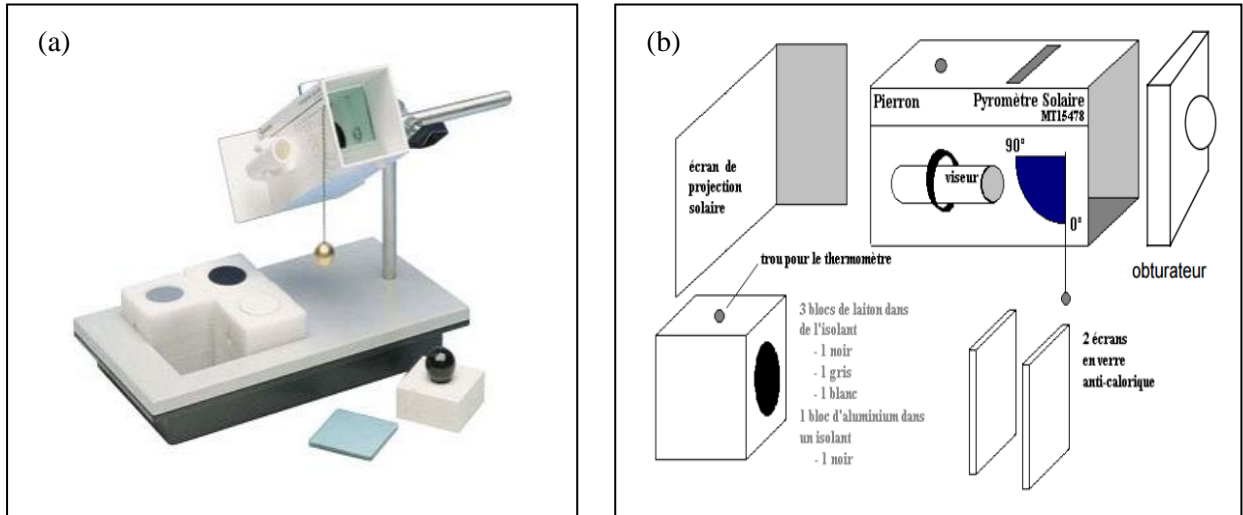 (a)
(b)
Pierron Pyromètre Solaire
MT15478
90°
viseur
0°
écran de
projection
solaire
obturateur
trou pour le thermomètre
3 blocs de laiton dans
de l'isolant
- 1 noir
- 1 gris
- 1 blanc
1 bloc d'aluminium dans
un isolant
- 1 noir
2 écrans
en verre
anti-calorique